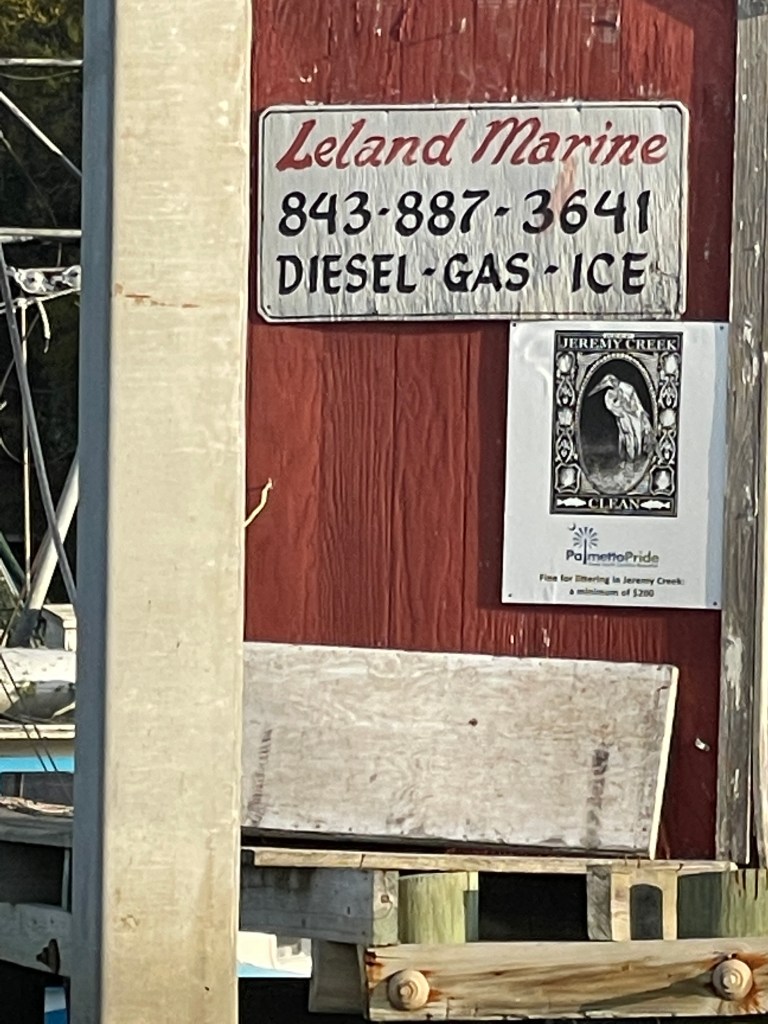 Leland Marine
843-887-3641
DIESEL-GAS-ICE
JEREMY CREEK
CLEAN
PalmettoPride
Fine for littering in Jeremy Creek:
a minimum of $200